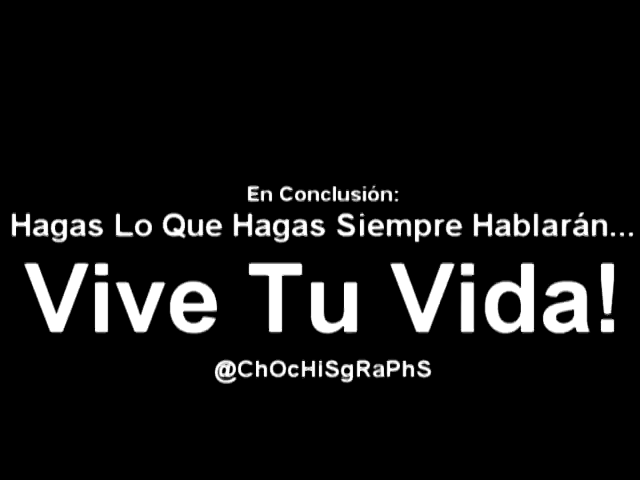 En Conclusión:
Hagas Lo Que Hagas Siempre Hablarán...
Vive Tu Vida!
@ChOcHiSgRaPhS